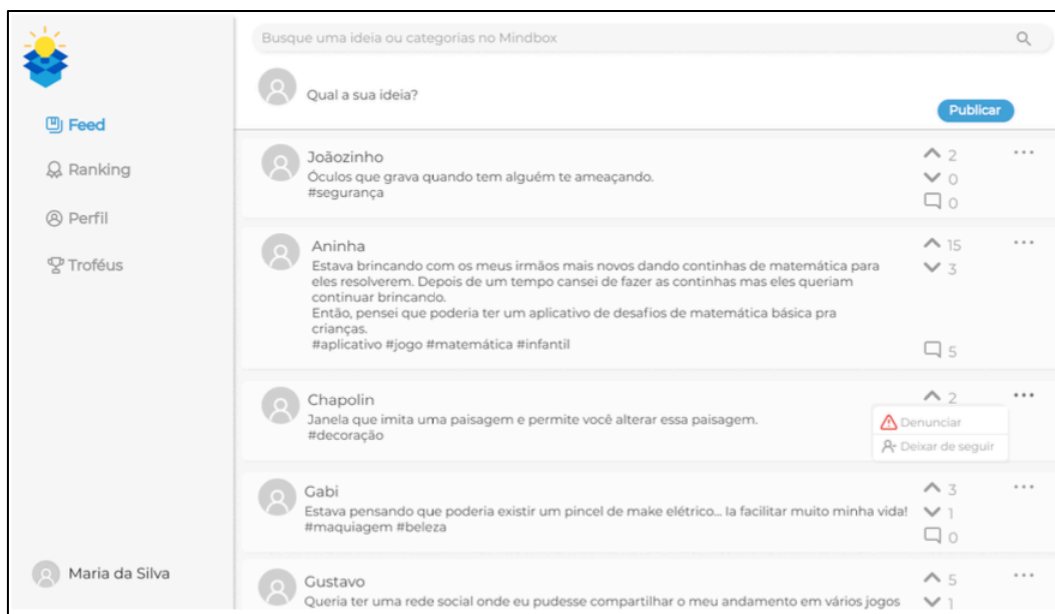 Busque uma ideia ou categorias no Mindbox
Qual a sua ideia?
Publicar
Feed
Ranking
Perfil
Troféus
Maria da Silva
Joãozinho
Óculos que grava quando tem alguém te ameaçando.
#segurança
2
0
0
Aninha
Estava brincando com os meus irmãos mais novos dando continhas de matemática para
eles resolverem. Depois de um tempo cansei de fazer as continhas mas eles queriam
continuar brincando.
Então, pensei que poderia ter um aplicativo de desafios de matemática básica pra
crianças.
#aplicativo #jogo #matemática #infantil
15
3
5
Chapolin
Janela que imita uma paisagem e permite você alterar essa paisagem.
#decoração
2
Denunciar
Deixar de seguir
Gabi
Estava pensando que poderia existir um pincel de make elétrico... Ia facilitar muito minha vida!
#maquiagem #beleza
3
1
0
Gustavo
Queria ter uma rede social onde eu pudesse compartilhar o meu andamento em vários jogos
5
1